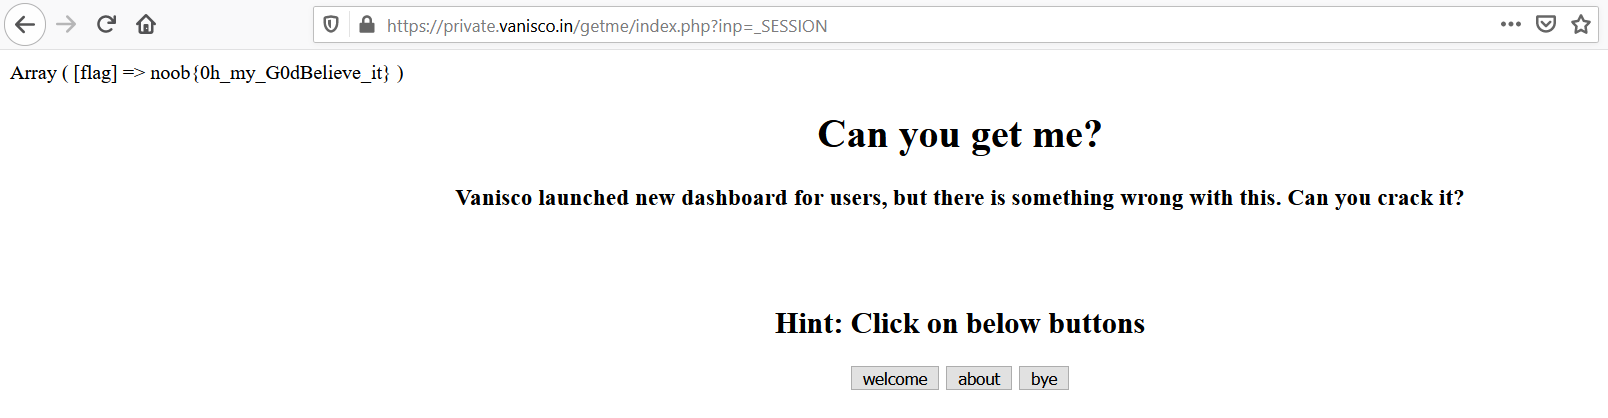 https://private.vanisco.in/getme/index.php?inp=_SESSION
Array ( [flag] => noob{0h_my_G0dBelieve_it} )
Can you get me?
Vanisco launched new dashboard for users, but there is something wrong with this. Can you crack it?
Hint: Click on below buttons
welcome about bye